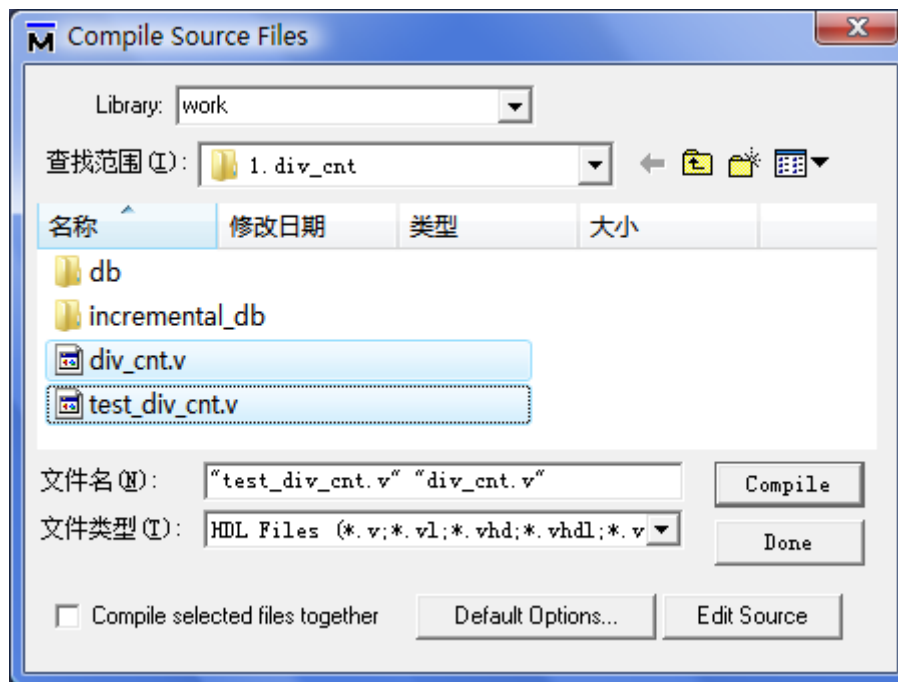 Compile Source Files
Library: work
查找范围(I): 1.div_cnt
名称 修改日期 类型 大小
db
incremental_db
div_cnt.v
test_div_cnt.v
文件名(N): "test_div_cnt.v" "div_cnt.v" Compile
文件类型(T): HDL Files (*.v;*.vl;*.vhd;*.vhdl;*.v Done
Compile selected files together Default Options... Edit Source